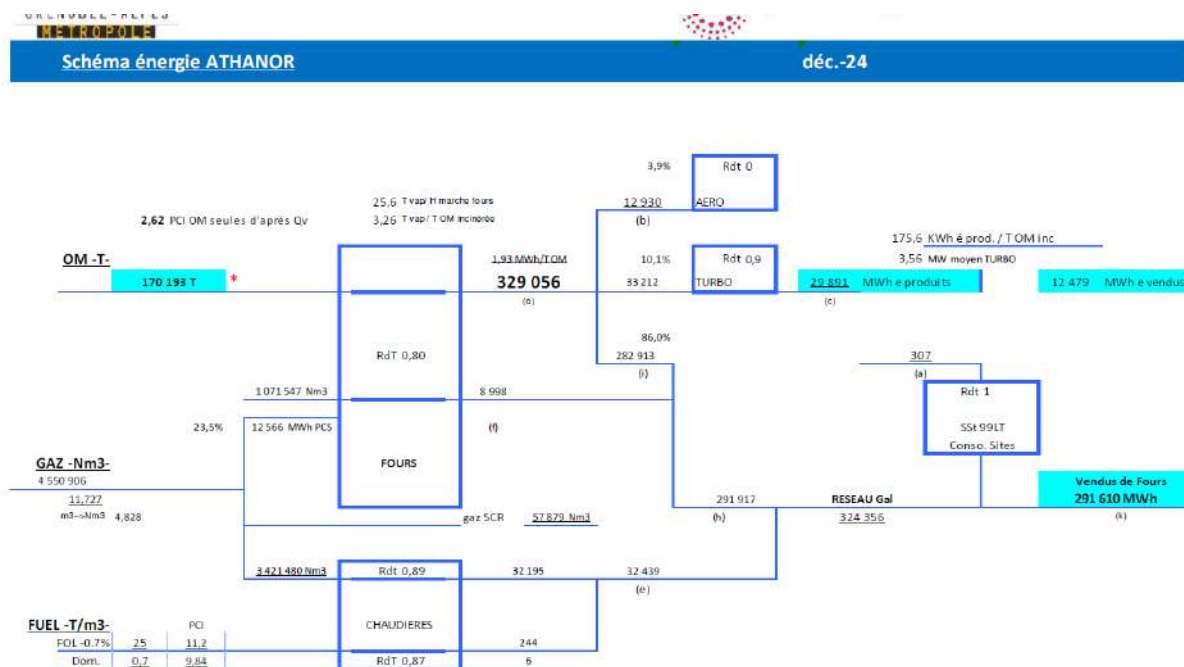 GRENOBLE-ALPES
METROPOLE
Schéma énergie ATHANOR déc.-24
3,9% Rdt 0
25,6 T vap/ H marche fours
12 930 AERO
2,62 PCI OM seules d'après Qv 3,26 T vap/ T OM incinérée
(b)
175,6 KWh é prod. / T OM inc
OM -T- 1,93 MWh/TOM 10,1% Rdt 0,9 3,56 MW moyen TURBO
170 193 T * 329 056 33 212 TURBO 29 891 MWh e produits 12 479 MWh e vendus
(o) (c)
86,0%
RdT 0,80 282 913 307
(i) (a)
1 071 547 Nm3 8 998 Rdt 1
23,5% 12 566 MWh PCS (f) SSt 99LT
Conso. Sites
GAZ -Nm3- FOURS
4 550 906 Vendus de Fours
11,727 291 917 RESEAU Gal 291 610 MWh
m3-->Nm3 4,828 gaz SCR 57 879 Nm3 (h) 324 356 (k)
3 421 480 Nm3 Rdt 0,89 32 195 32 439
(e)
FUEL -T/m3- PCI CHAUDIERES
FOL -0.7% 25 11,2 244
Dom. 0,7 9,84 RdT 0,87 6